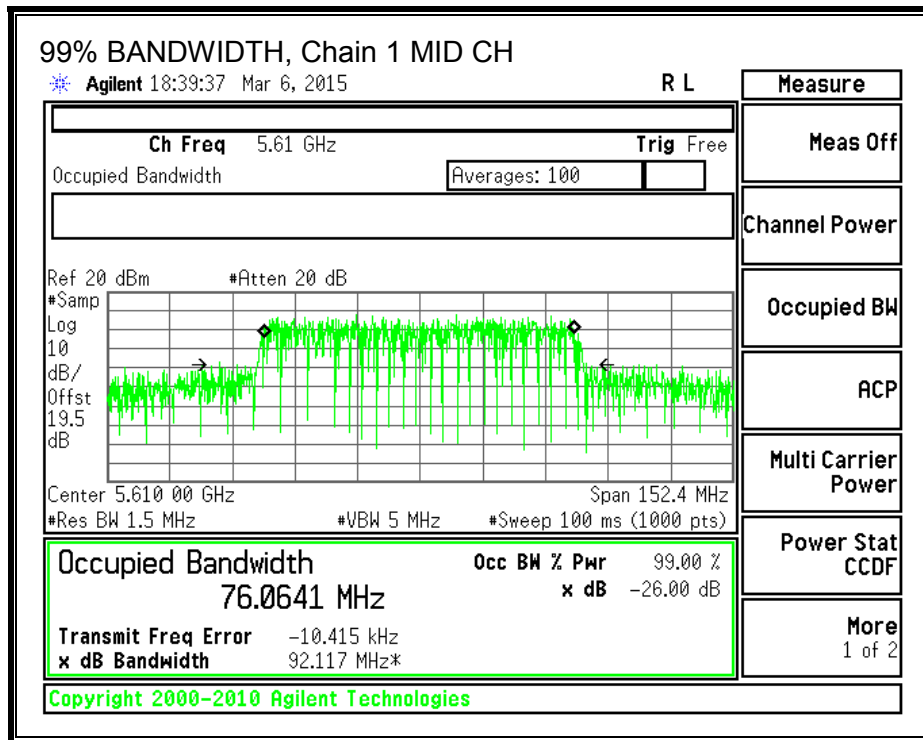 99% BANDWIDTH, Chain 1 MID CH
Agilent 18:39:37 Mar 6, 2015 R L
Measure
Ch Freq 5.61 GHz Trig Free
Meas Off
Occupied Bandwidth Averages: 100
Channel Power
Ref 20 dBm #Atten 20 dB
#Samp
Log
10
dB/
Offst
19.5
dB
Occupied BW
ACP
Multi Carrier
Power
Center 5.610 00 GHz Span 152.4 MHz
#Res BW 1.5 MHz #VBW 5 MHz #Sweep 100 ms (1000 pts)
Power Stat
CCDF
Occupied Bandwidth Occ BW % Pwr 99.00 %
76.0641 MHz x dB -26.00 dB
Transmit Freq Error -10.415 kHz
x dB Bandwidth 92.117 MHz*
More
1 of 2
Copyright 2000-2010 Agilent Technologies